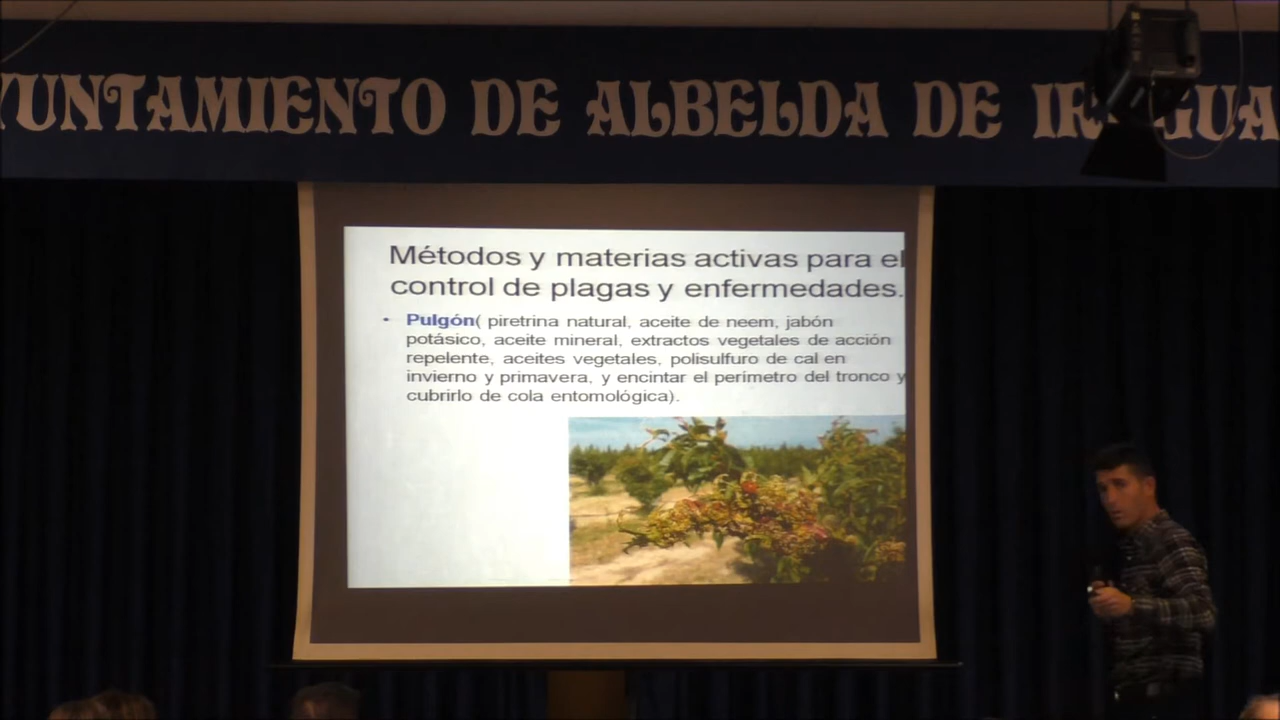 YUNTAMIENTO DE ALBELDA DE IR GUA
Métodos y materias activas para el
control de plagas y enfermedades.
• Pulgón( piretrina natural, aceite de neem, jabón
potásico, aceite mineral, extractos vegetales de acción
repelente, aceites vegetales, polisulfuro de cal en
invierno y primavera, y encintar el perímetro del tronco y
cubrirlo de cola entomológica).